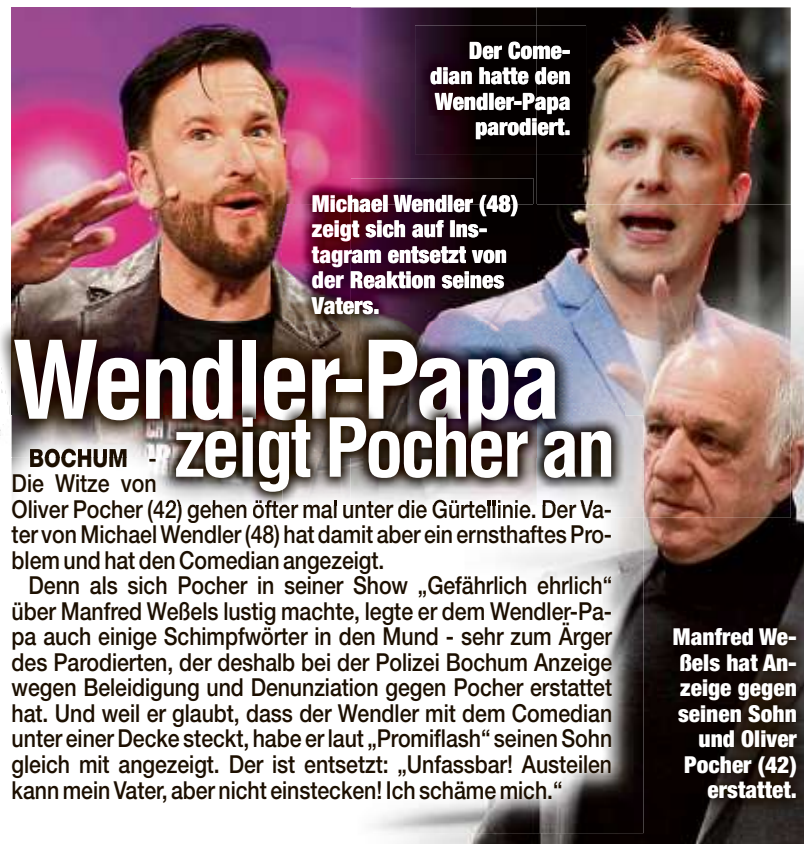 Der Come-
dian hatte den
Wendler-Papa
parodiert.
Michael Wendler (48)
zeigt sich auf Ins-
tagram entsetzt von
der Reaktion seines
Vaters.
Wendler-Papa
zeigt Pocher an
BOCHUM -
Die Witze von
Oliver Pocher (42) gehen öfter mal unter die Gürtellinie. Der Va-
ter von Michael Wendler (48) hat damit aber ein ernsthaftes Pro-
blem und hat den Comedian angezeigt.
Denn als sich Pocher in seiner Show „Gefährlich ehrlich“
über Manfred Weßels lustig machte, legte er dem Wendler-Pa-
pa auch einige Schimpfwörter in den Mund - sehr zum Ärger
des Parodierten, der deshalb bei der Polizei Bochum Anzeige
wegen Beleidigung und Denunziation gegen Pocher erstattet
hat. Und weil er glaubt, dass der Wendler mit dem Comedian
unter einer Decke steckt, habe er laut „Promiflash“ seinen Sohn
gleich mit angezeigt. Der ist entsetzt: „Unfassbar! Austeilen
kann mein Vater, aber nicht einstecken! Ich schäme mich.“
Manfred We-
ßels hat An-
zeige gegen
seinen Sohn
und Oliver
Pocher (42)
erstattet.